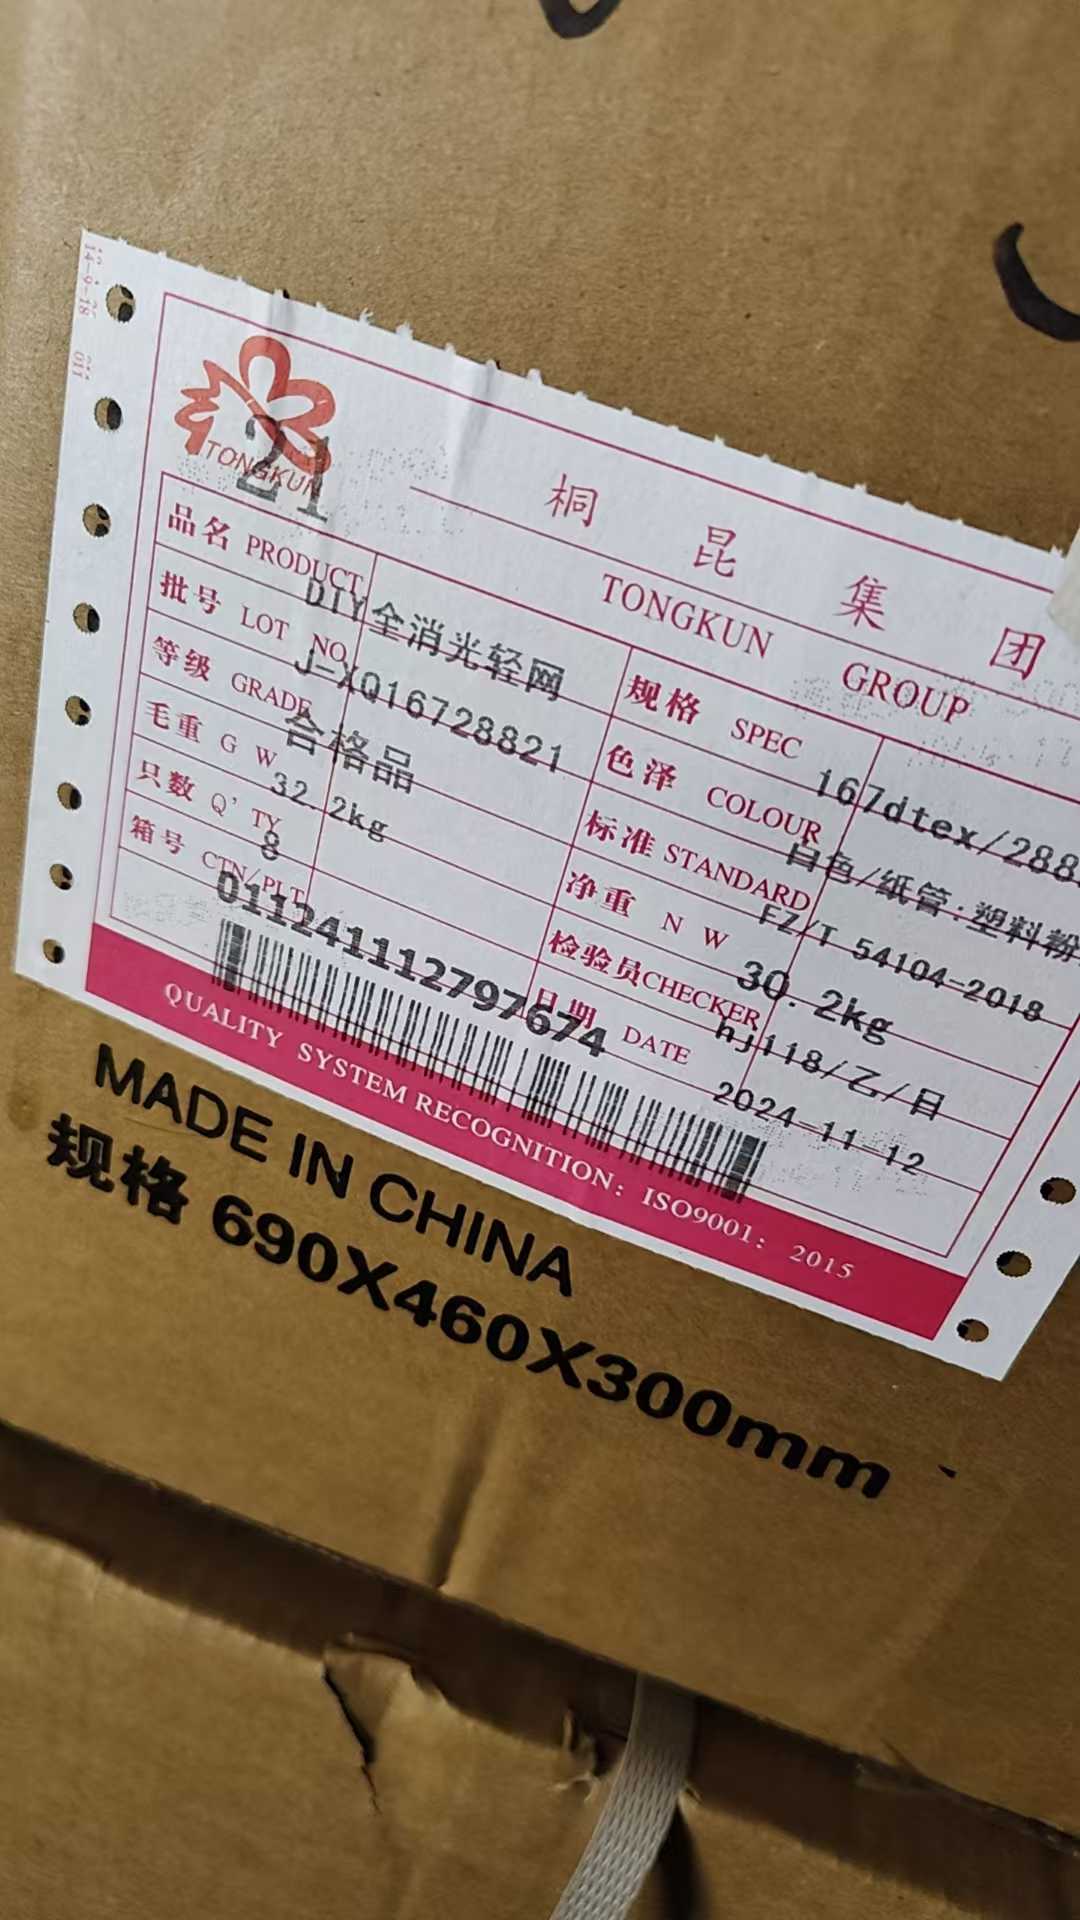 TONGKUN
21
桐昆集团
TONGKUN GROUP
品名 PRODUCT DTY全消光轻网
规格 SPEC 167dtex/288
批号 LOT NO J-XQ16728821
色泽 COLOUR 白色/纸管·塑料粉
等级 GRADE 合格品
标准 STANDARD FZ/T 54104-2018
毛重 G W 32.2kg
净重 N W 30.2kg
只数 Q'TY 8
检验员CHECKER hj118/乙/日
箱号 CTN/PLT 011241112797674
日期 DATE 2024-11-12
QUALITY SYSTEM RECOGNITION: ISO9001: 2015
MADE IN CHINA
规格 690X460X300mm